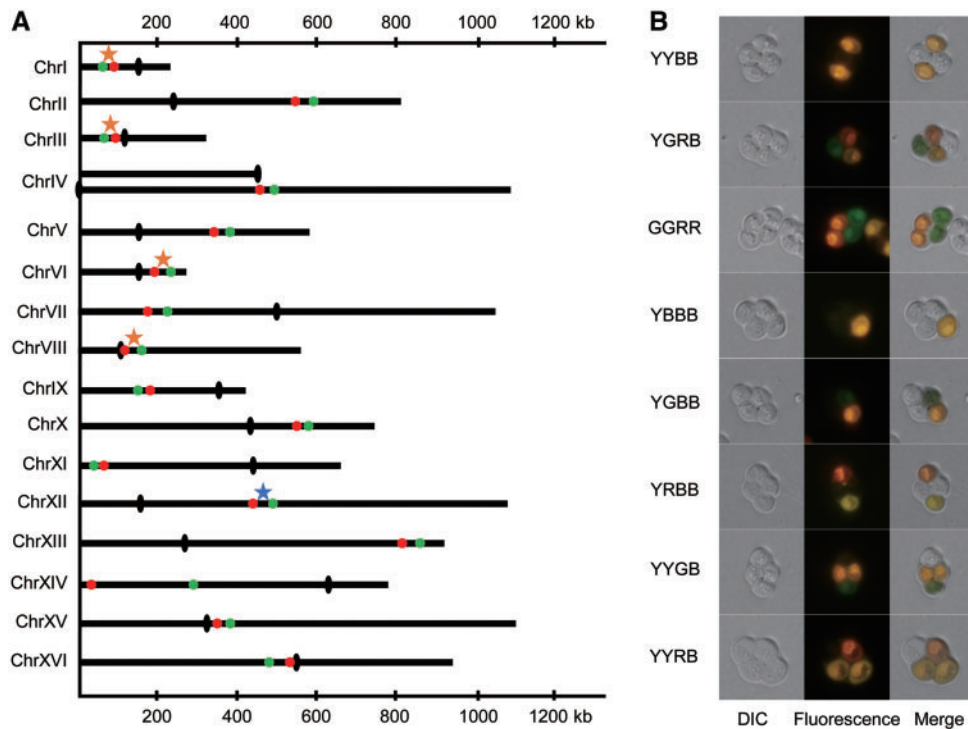 A
200 400 600 800 1000 1200 kb
ChrI
ChrII
ChrIII
ChrIV
ChrV
ChrVI
ChrVII
ChrVIII
ChrIX
ChrX
ChrXI
ChrXII
ChrXIII
ChrXIV
ChrXV
ChrXVI
200 400 600 800 1000 1200 kb
B
YYBB
YGRB
GGRR
YBBB
YGBB
YRBB
YYGB
YYRB
DIC Fluorescence Merge